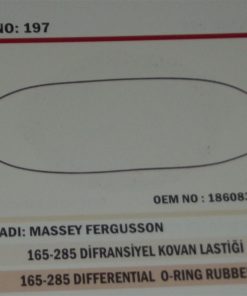 NO: 197
OEM NO : 18608
ADI: MASSEY FERGUSSON
165-285 DİFRANSİYEL KOVAN LASTİĞİ
165-285 DIFFERENTIAL O-RING RUBBE